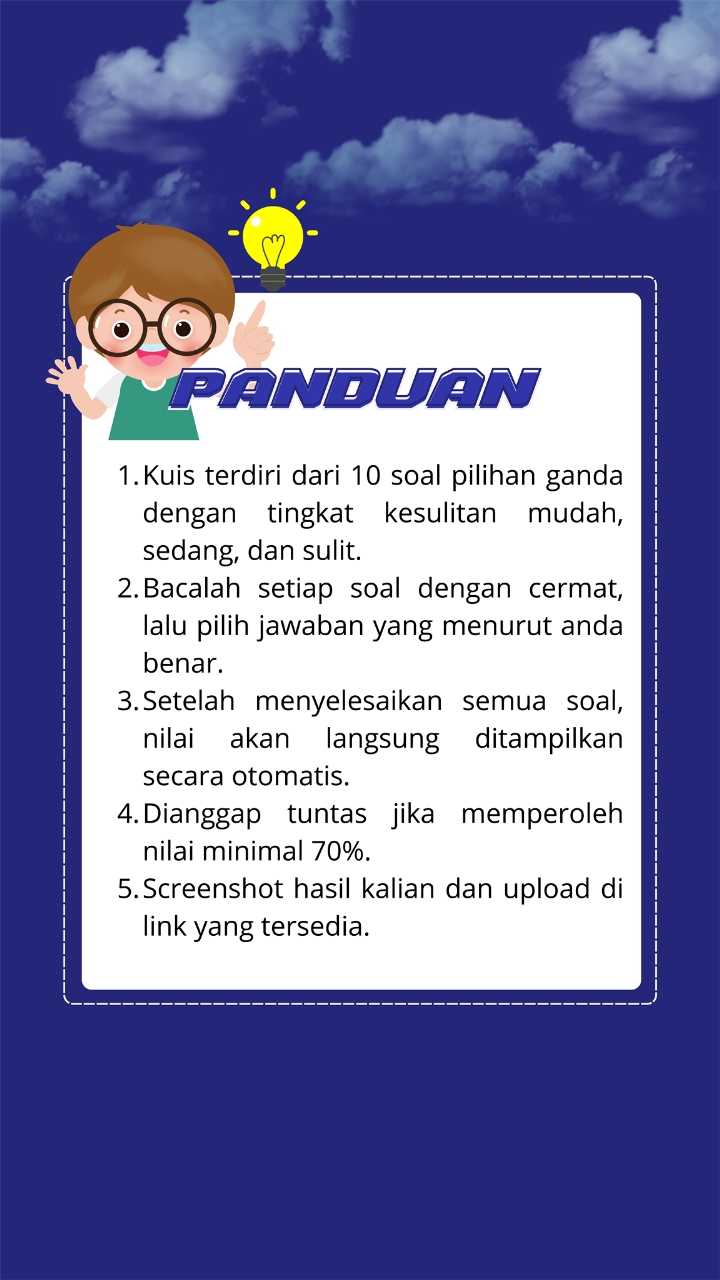 PANDUAN
1. Kuis terdiri dari 10 soal pilihan ganda
dengan tingkat kesulitan mudah,
sedang, dan sulit.
2. Bacalah setiap soal dengan cermat,
lalu pilih jawaban yang menurut anda
benar.
3. Setelah menyelesaikan semua soal,
nilai akan langsung ditampilkan
secara otomatis.
4. Dianggap tuntas jika memperoleh
nilai minimal 70%.
5. Screenshot hasil kalian dan upload di
link yang tersedia.